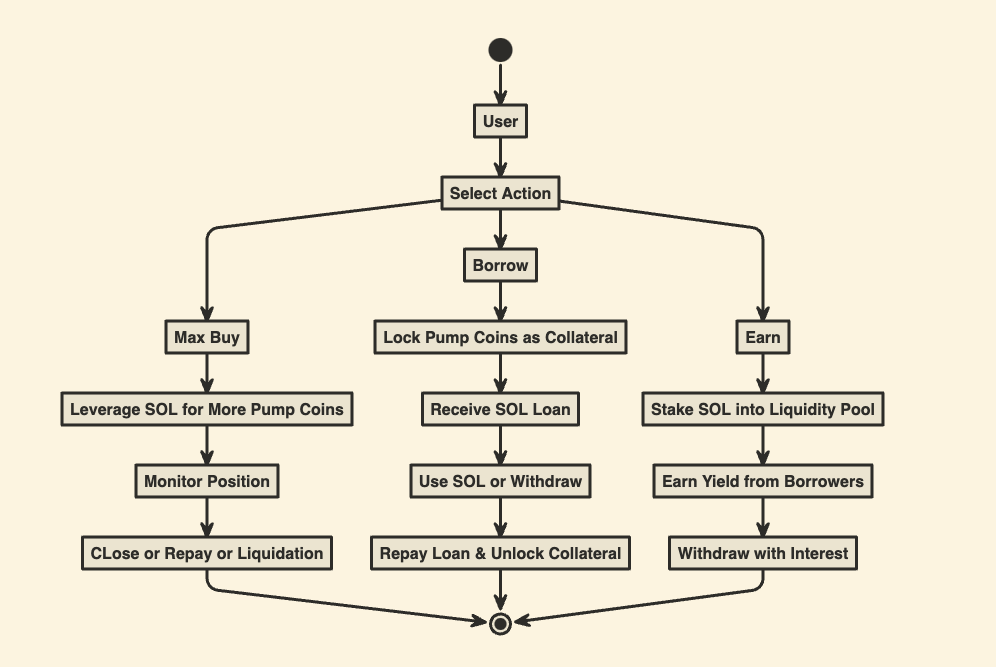 User
Select Action
Borrow
Max Buy
Lock Pump Coins as Collateral
Earn
Leverage SOL for More Pump Coins
Receive SOL Loan
Stake SOL into Liquidity Pool
Monitor Position
Use SOL or Withdraw
Earn Yield from Borrowers
CLose or Repay or Liquidation
Repay Loan & Unlock Collateral
Withdraw with Interest